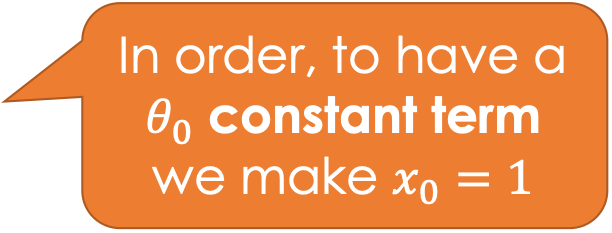 In order, to have a
θ₀ constant term
we make x₀ = 1